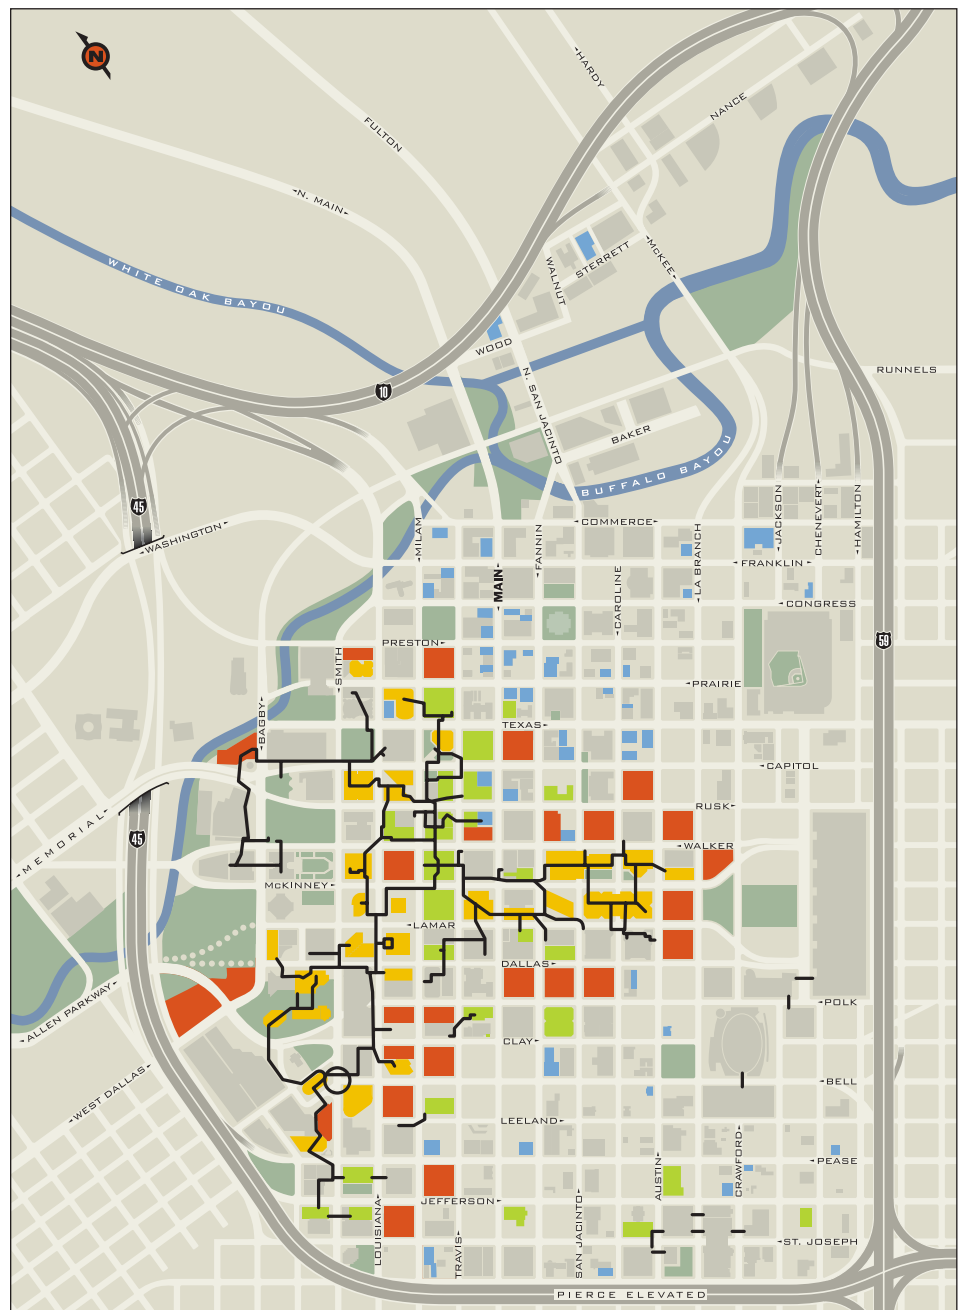 N
HARDY
NANCE
FULTON
N. MAIN
McKEE
STERRETT
WALNUT
WHITE OAK BAYOU
WOOD
N. SAN JACINTO
RUNNELS
10
BAKER
BUFFALO BAYOU
45
WASHINGTON
MILAM
COMMERCE
FANNIN
LA BRANCH
JACKSON
CHENEVERT
HAMILTON
FRANKLIN
MAIN
CAROLINE
CONGRESS
PRESTON
59
SMITH
PRAIRIE
BAGBY
TEXAS
CAPITOL
RUSK
MEMORIAL
45
WALKER
McKINNEY
LAMAR
DALLAS
ALLEN PARKWAY
POLK
CLAY
WEST DALLAS
BELL
LEELAND
CRAWFORD
AUSTIN
PEASE
JEFFERSON
LOUISIANA
TRAVIS
SAN JACINTO
ST. JOSEPH
PIERCE ELEVATED